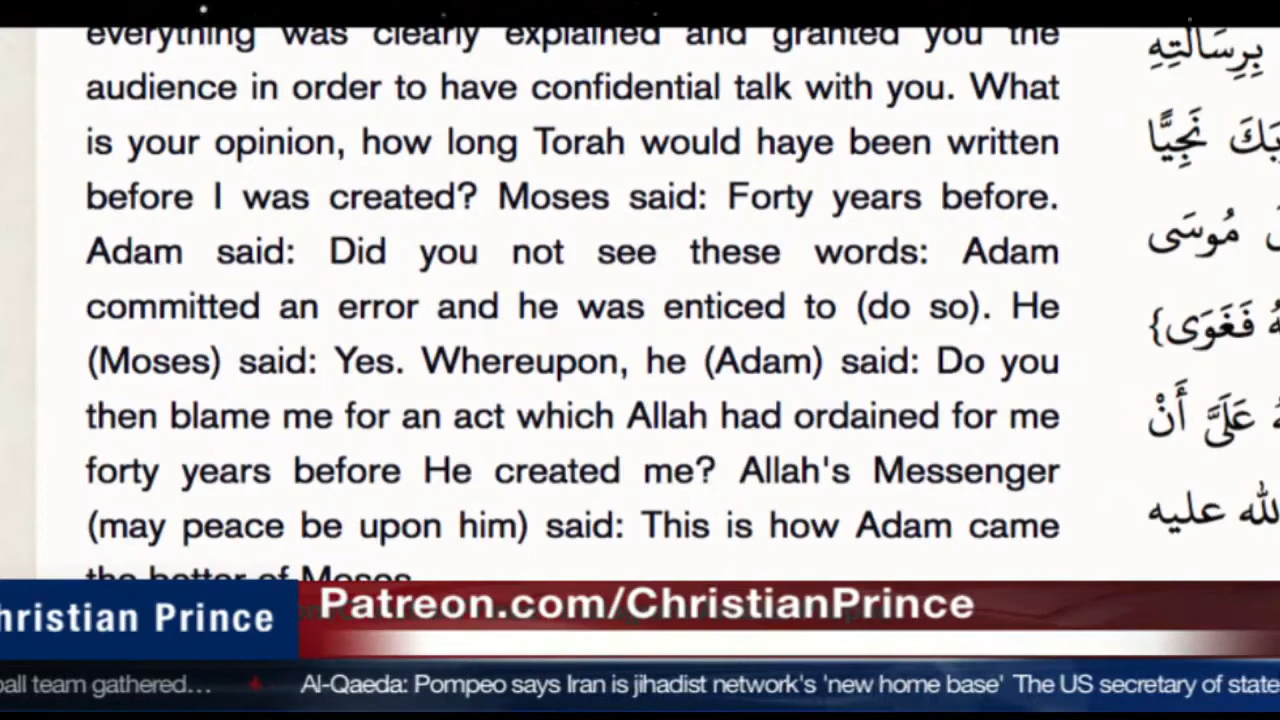 everything was clearly explained and granted you the
audience in order to have confidential talk with you. What
is your opinion, how long Torah would haye been written
before I was created? Moses said: Forty years before.
Adam said: Did you not see these words: Adam
committed an error and he was enticed to (do so). He
(Moses) said: Yes. Whereupon, he (Adam) said: Do you
then blame me for an act which Allah had ordained for me
forty years before He created me? Allah's Messenger
(may peace be upon him) said: This is how Adam came
the better of Moses.
بِرِسَالَتِهِ
نَجِيًّا
مُوسَى
فَغَوَى}
عَلَىَّ أَنْ
الله عليه
hristian Prince
Patreon.com/ChristianPrince
ball team gathered... Al-Qaeda: Pompeo says Iran is jihadist network's 'new home base' The US secretary of state